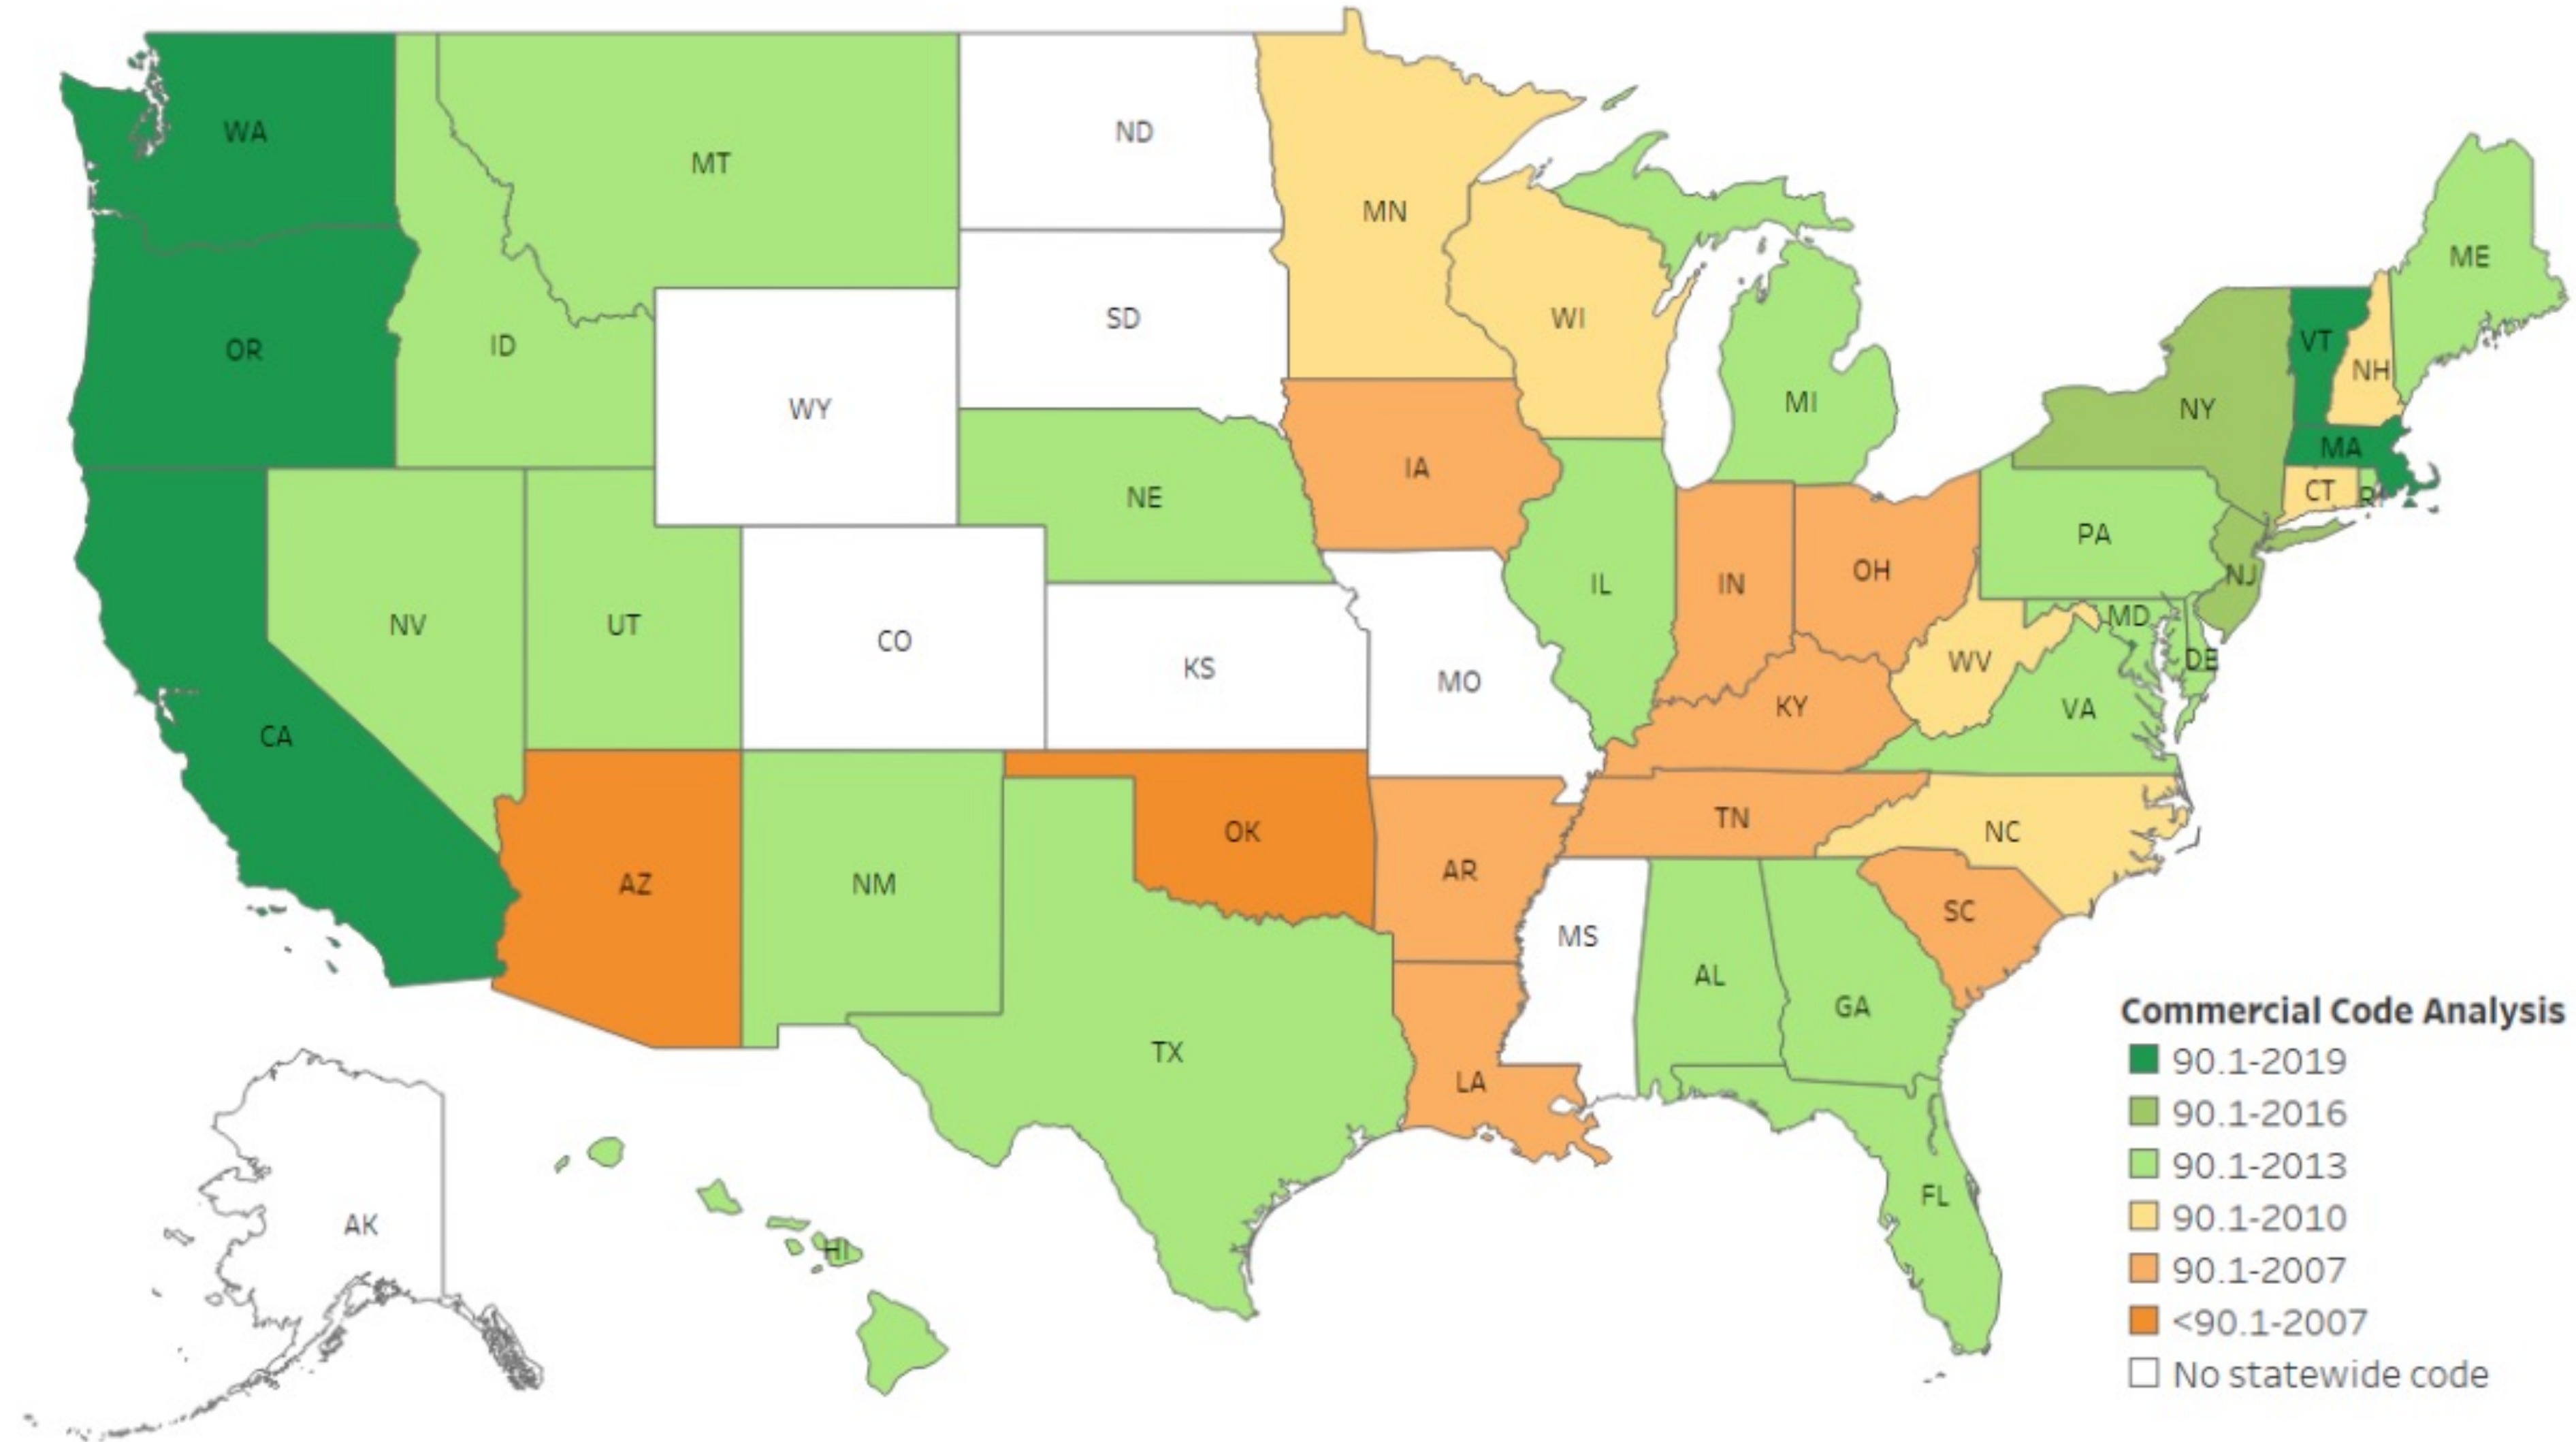 WA
MT
ND
MN
OR
ID
SD
WI
ME
WY
MI
VT
NH
NY
MA
IA
NE
CT
RI
PA
NV
UT
CO
KS
MO
IL
IN
OH
NJ
MD
DE
WV
VA
CA
KY
AZ
NM
OK
AR
TN
NC
SC
MS
AL
GA
TX
LA
FL
AK
HI
Commercial Code Analysis
90.1-2019
90.1-2016
90.1-2013
90.1-2010
90.1-2007
<90.1-2007
No statewide code